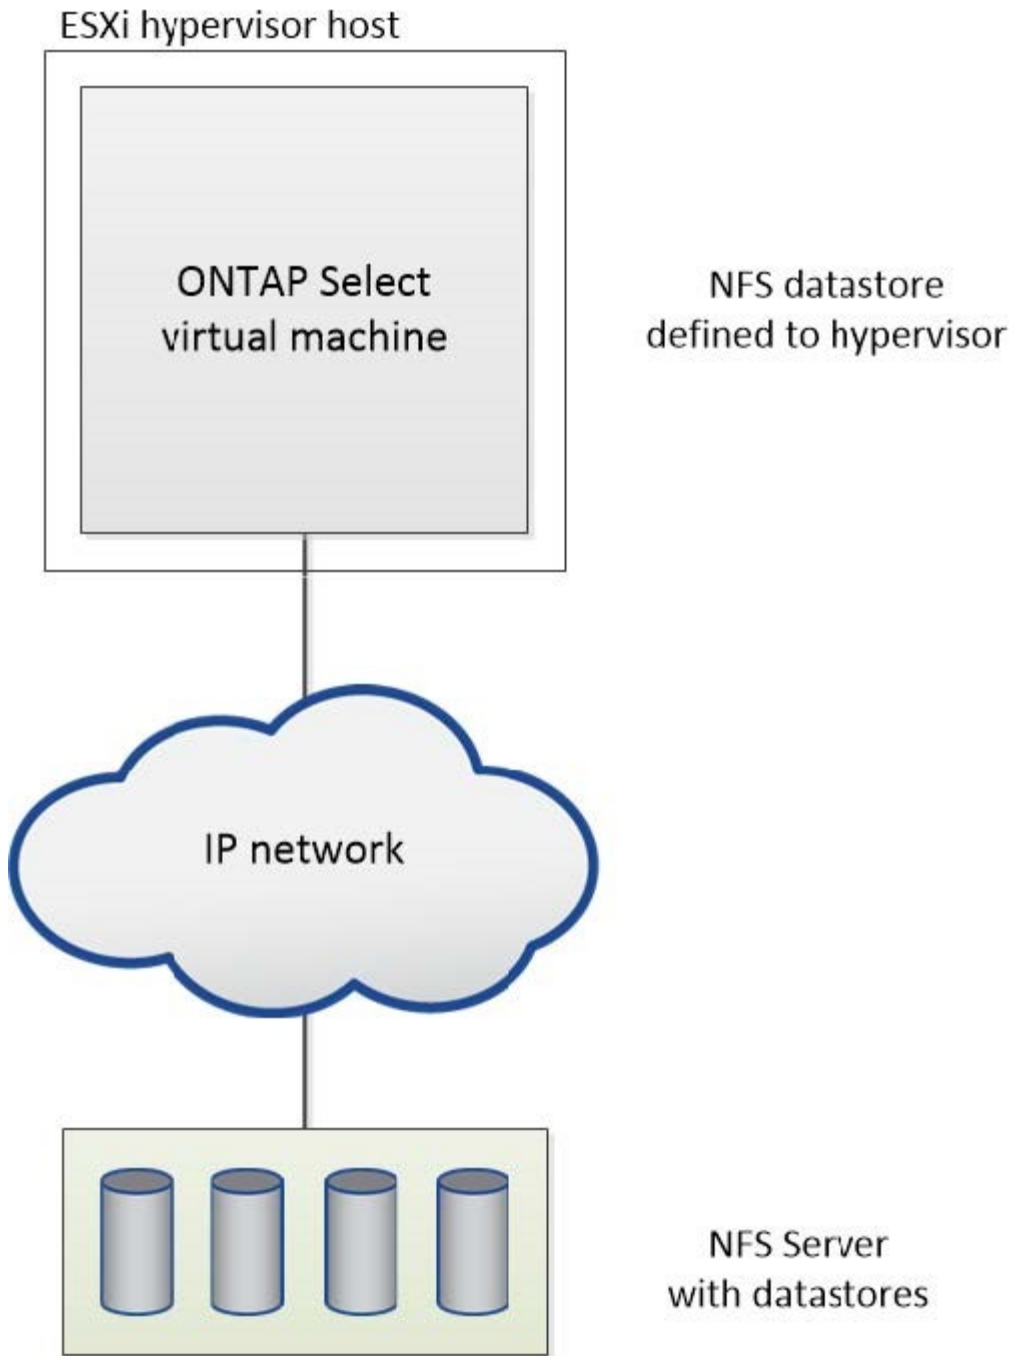 ESXi hypervisor host
ONTAP Select
virtual machine
NFS datastore
defined to hypervisor
IP network
NFS Server
with datastores